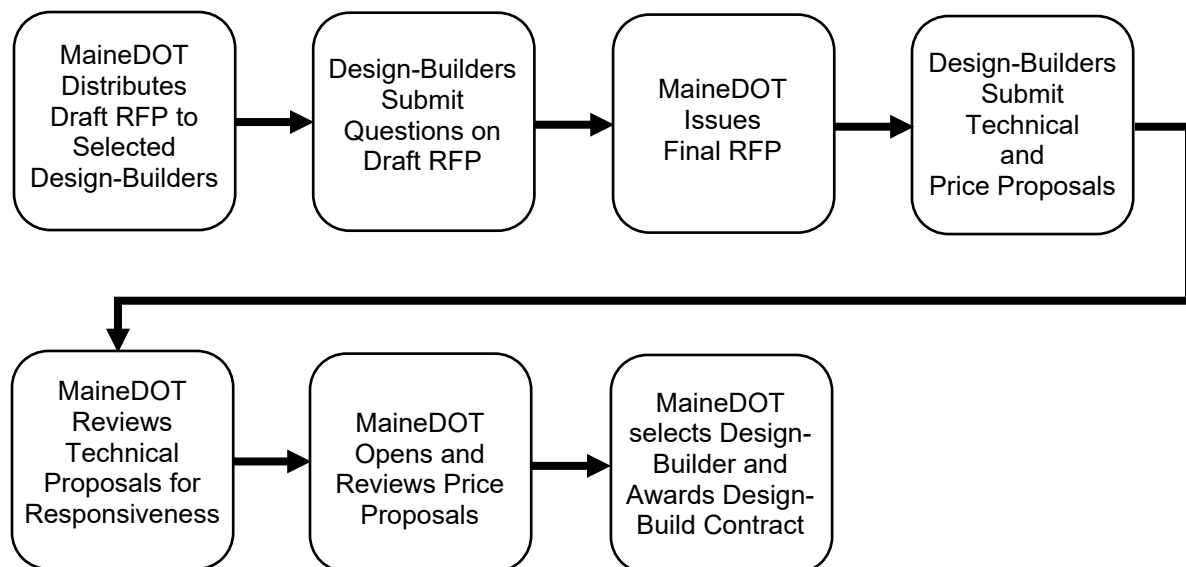 MaineDOT
Distributes
Draft RFP to
Selected
Design-Builders
Design-Builders
Submit
Questions on
Draft RFP
MaineDOT
Issues
Final RFP
Design-Builders
Submit
Technical
and
Price Proposals
MaineDOT
Reviews
Technical
Proposals for
Responsiveness
MaineDOT
Opens and
Reviews Price
Proposals
MaineDOT
selects Design-
Builder and
Awards Design-
Build Contract